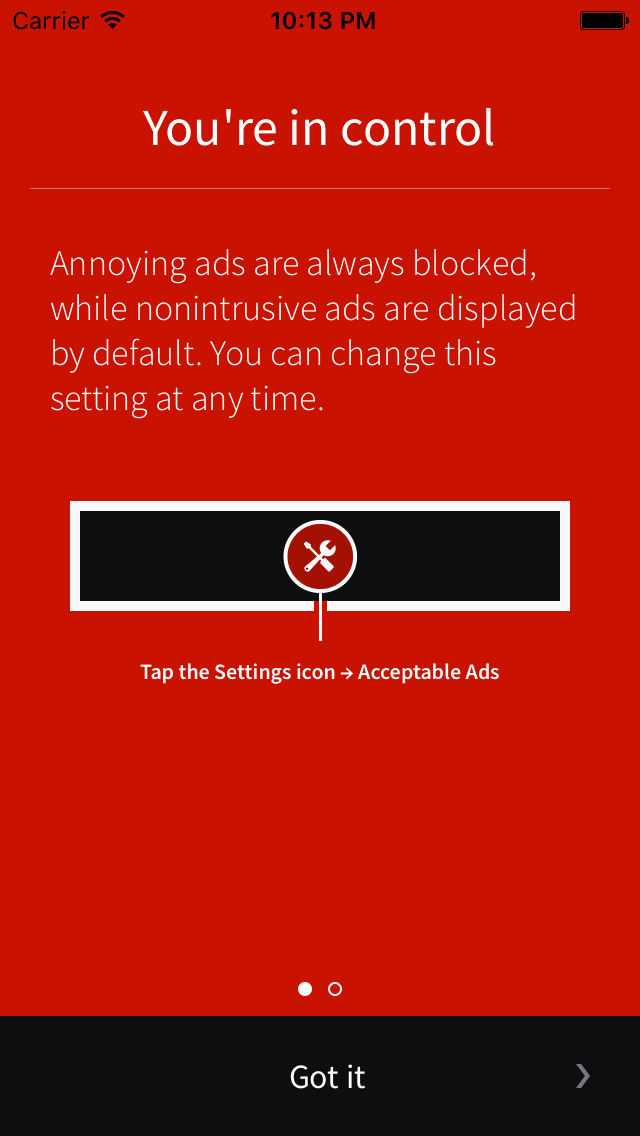 Carrier 10:13 PM
You're in control
Annoying ads are always blocked,
while nonintrusive ads are displayed
by default. You can change this
setting at any time.
Tap the Settings icon → Acceptable Ads
Got it